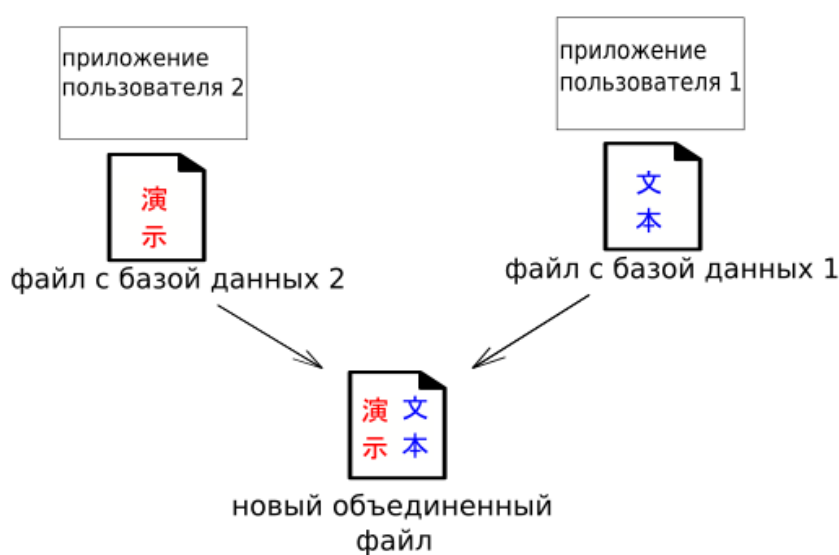 приложение
пользователя 2
演
示
файл с базой данных 2
приложение
пользователя 1
文
本
файл с базой данных 1
演 文
示 本
новый объединенный
файл